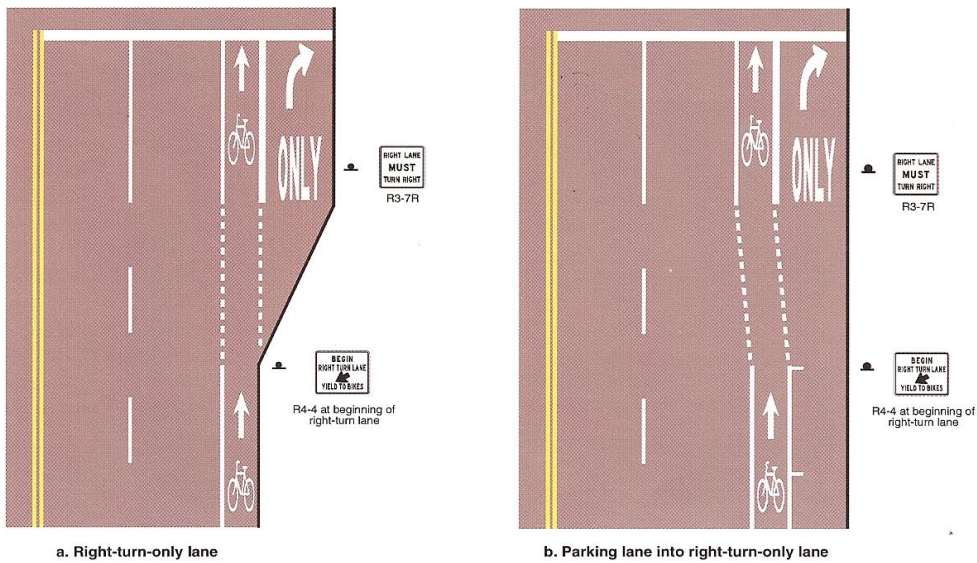 ONLY
RIGHT LANE
MUST
TURN RIGHT
R3-7R
BEGIN
RIGHT TURN LANE
YIELD TO BIKES
R4-4 at beginning of
right-turn lane
a. Right-turn-only lane
ONLY
RIGHT LANE
MUST
TURN RIGHT
R3-7R
BEGIN
RIGHT TURN LANE
YIELD TO BIKES
R4-4 at beginning of
right-turn lane
b. Parking lane into right-turn-only lane